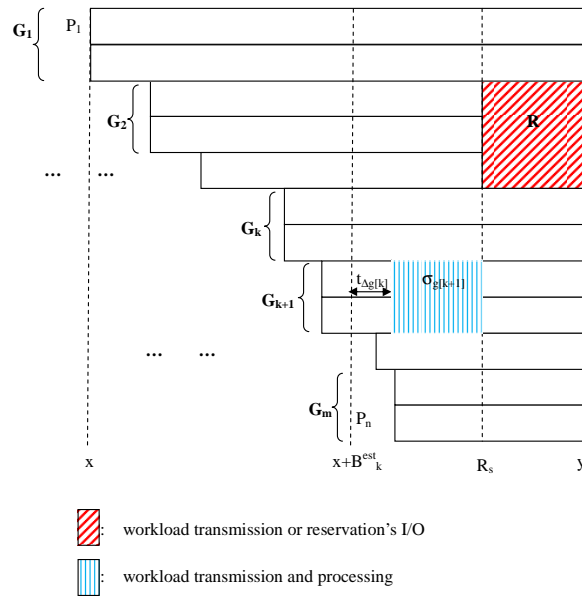 G1
P1
G2
R
... ...
Gk
Gk+1
tΔg[k]
σg[k+1]
... ...
Gm
Pn
x
x+B^est_k
Rs
y
: workload transmission or reservation's I/O
: workload transmission and processing